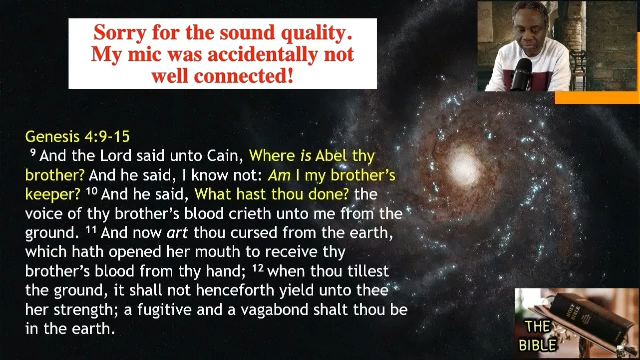 Sorry for the sound quality.
My mic was accidentally not
well connected!
Genesis 4:9-15
⁹ And the Lord said unto Cain, Where is Abel thy
brother? And he said, I know not: Am I my brother's
keeper? ¹⁰ And he said, What hast thou done? the
voice of thy brother's blood crieth unto me from the
ground. ¹¹ And now art thou cursed from the earth,
which hath opened her mouth to receive thy
brother's blood from thy hand; ¹² when thou tillest
the ground, it shall not henceforth yield unto thee
her strength; a fugitive and a vagabond shalt thou be
in the earth.
THE
BIBLE
HOLY BIBLE